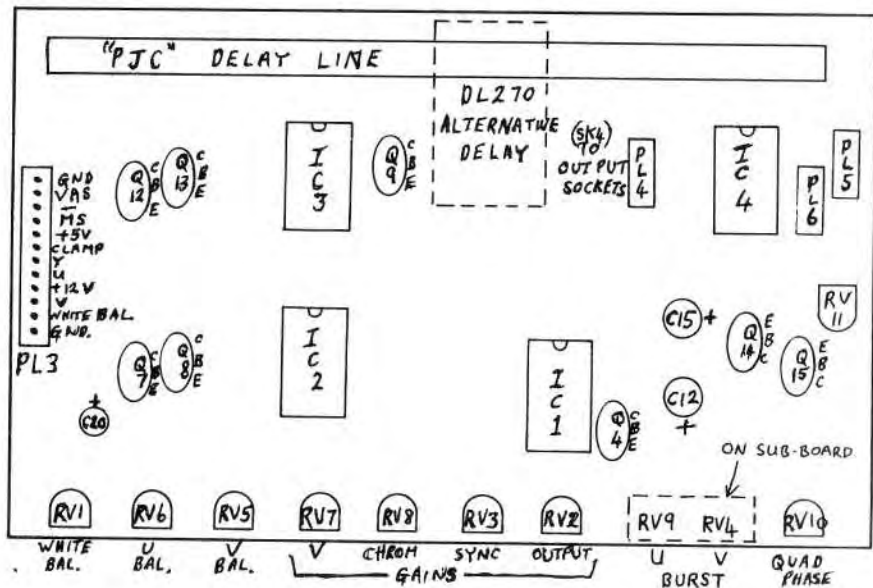 "PJC" DELAY LINE
DL270
ALTERNATIVE
DELAY
(SK4)
TO
OUTPUT
SOCKETS
PL4
IC4
PL6
PL5
Q12
C
B
E
Q13
C
B
E
IC3
Q9
C
B
E
GND
VAS
M̅S̅
+5V
CLAMP
Y
U
+12V
V
WHITE BAL.
GND.
PL3
Q7
C
B
E
Q8
C
B
E
IC2
+
C20
IC1
Q4
C
B
E
C15 +
C12
+
Q14
E
B
C
Q15
E
B
C
RV11
ON SUB-BOARD
RV1 RV6 RV5 RV7 RV8 RV3 RV2 RV9 RV4 RV10
WHITE BAL.
U BAL.
V BAL.
V CHROM SYNC OUTPUT
GAINS
U V
BURST
QUAD PHASE